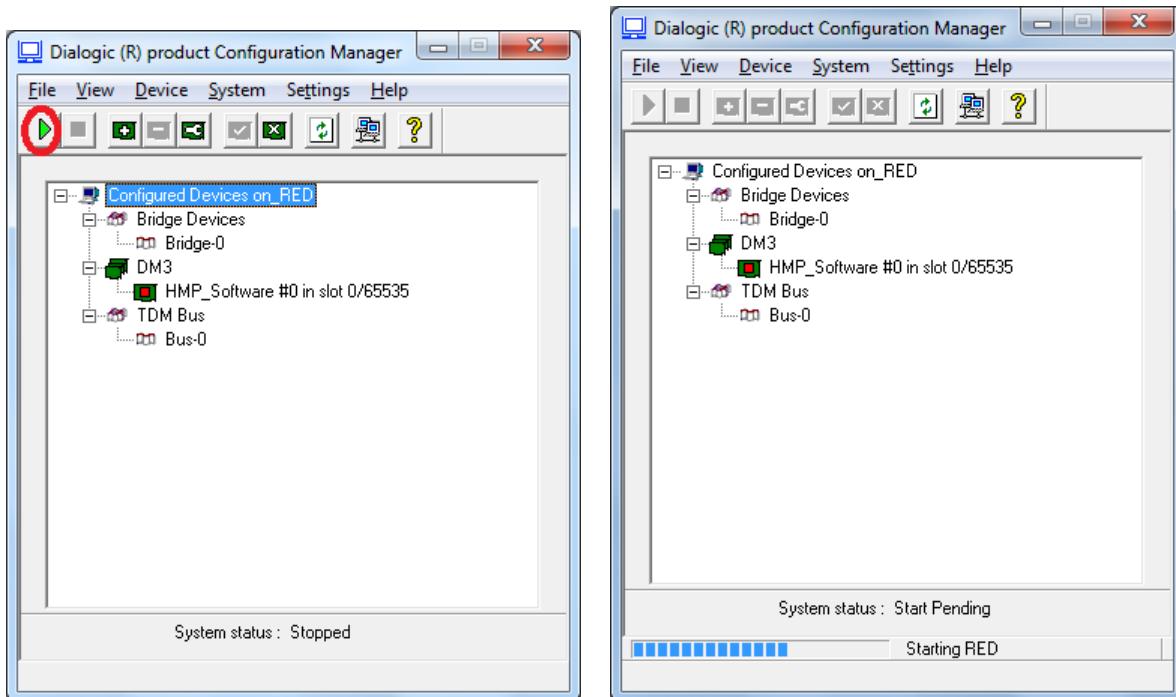 Dialogic (R) product Configuration Manager
File View Device System Settings Help
Configured Devices on_RED
Bridge Devices
Bridge-0
DM3
HMP_Software #0 in slot 0/65535
TDM Bus
Bus-0
System status : Stopped
Dialogic (R) product Configuration Manager
File View Device System Settings Help
Configured Devices on_RED
Bridge Devices
Bridge-0
DM3
HMP_Software #0 in slot 0/65535
TDM Bus
Bus-0
System status : Start Pending
Starting RED